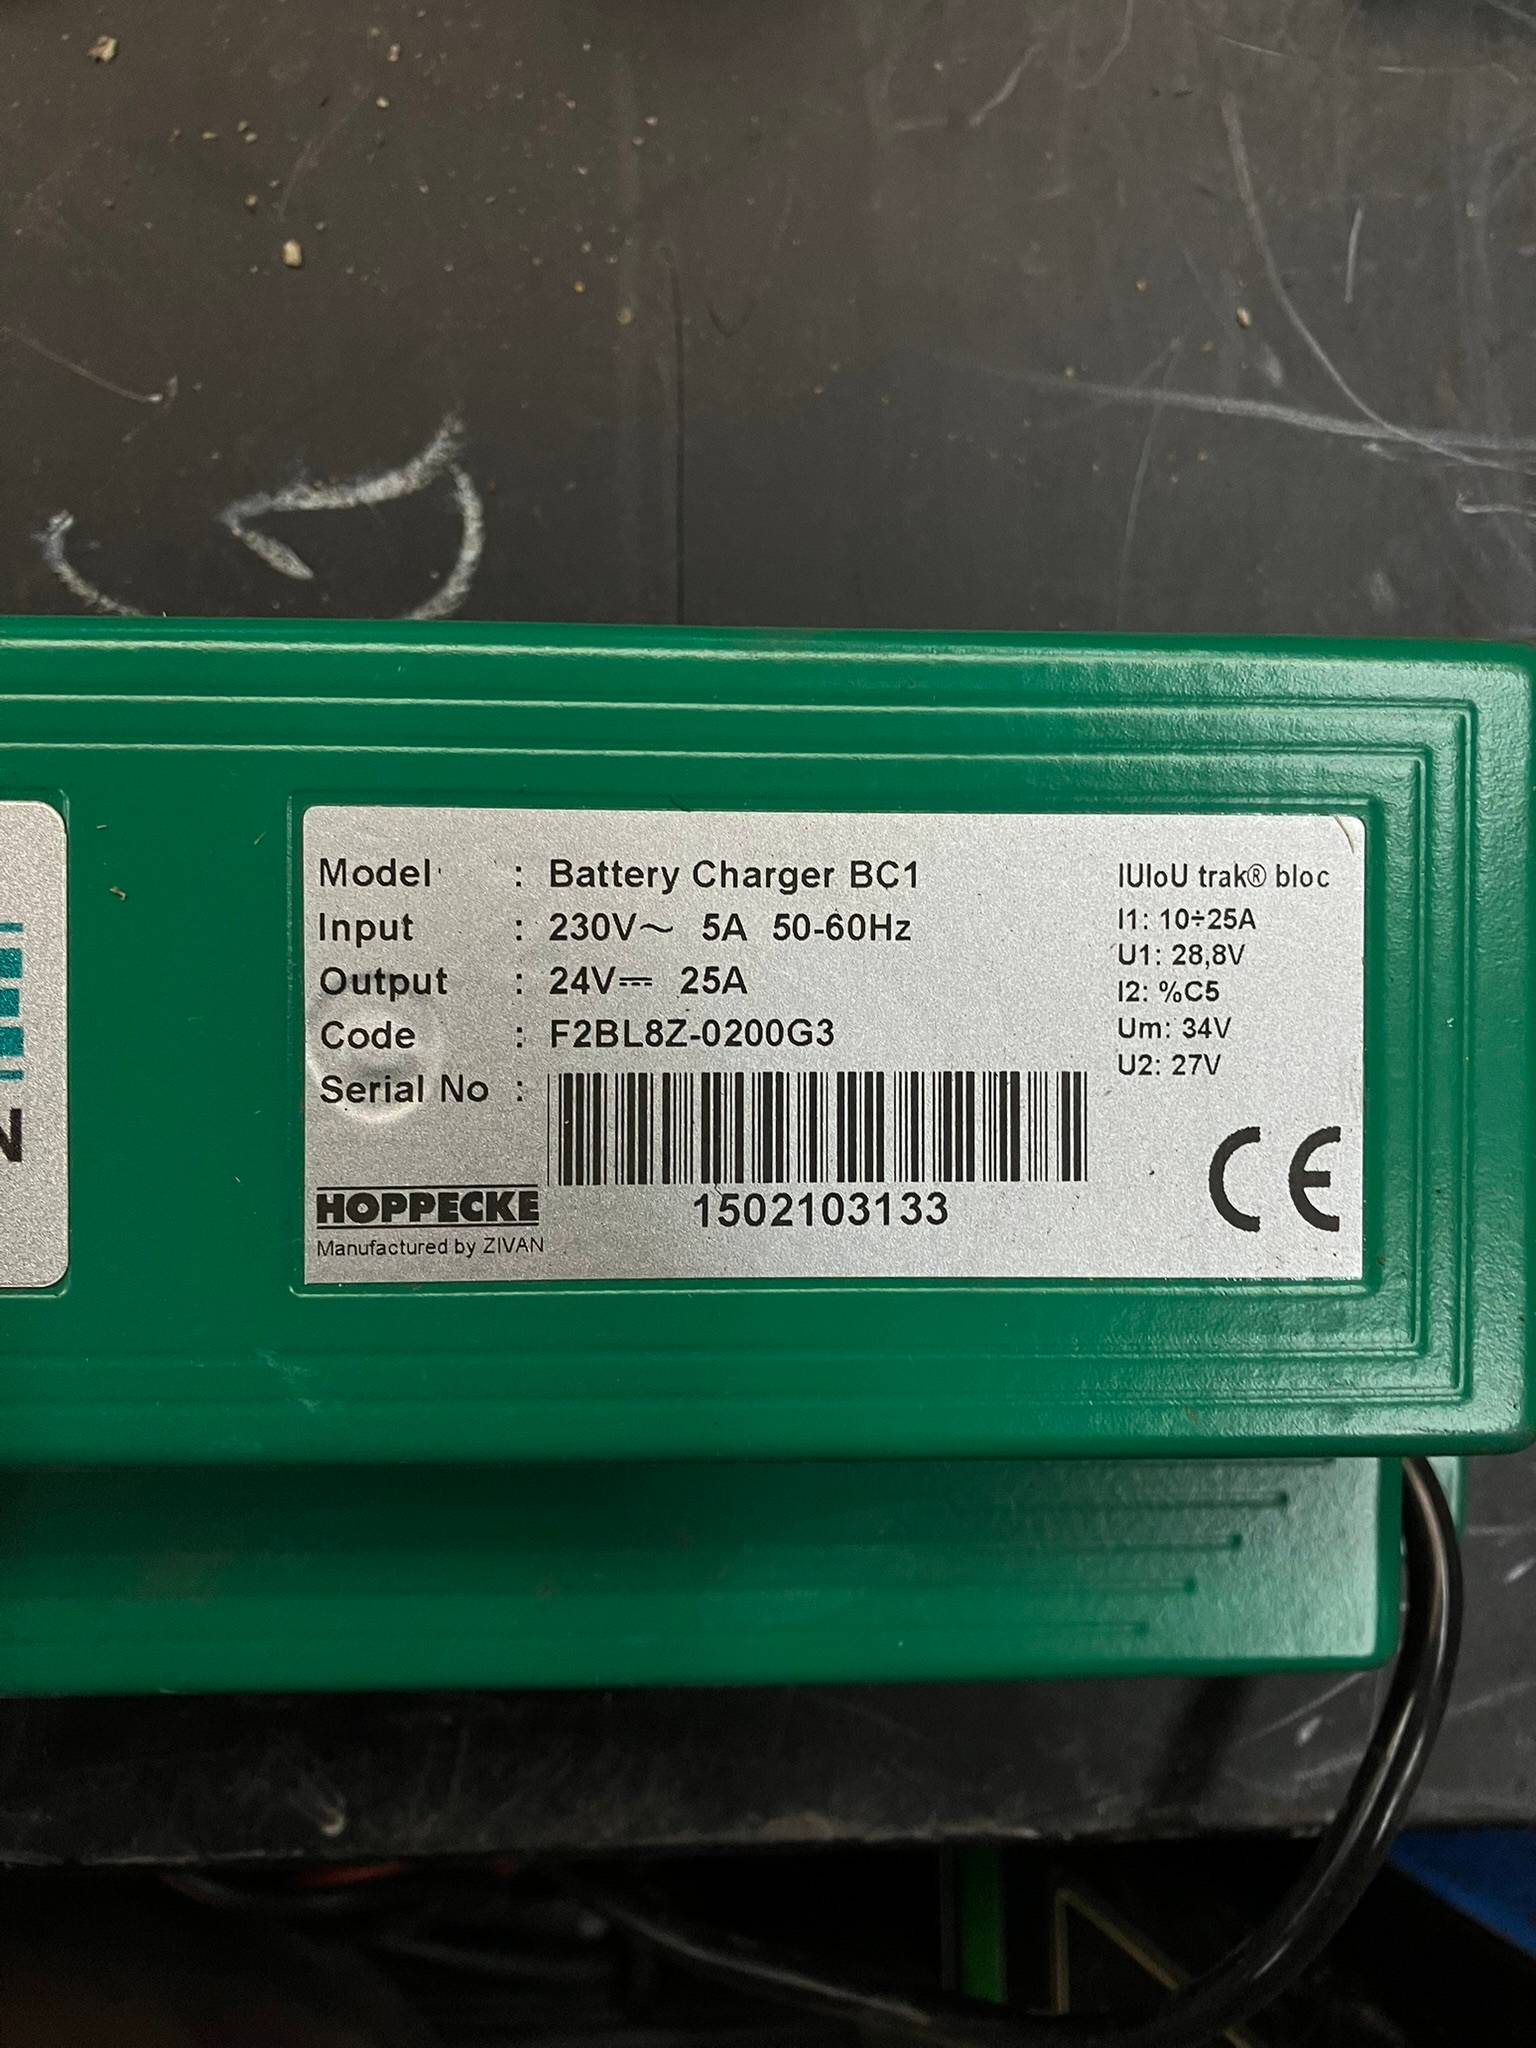 Model : Battery Charger BC1
Input : 230V~ 5A 50-60Hz
Output : 24V⎓ 25A
Code : F2BL8Z-0200G3
Serial No :
1502103133
HOPPECKE
Manufactured by ZIVAN
IUIoU trak® bloc
I1: 10÷25A
U1: 28,8V
I2: %C5
Um: 34V
U2: 27V
CE
N